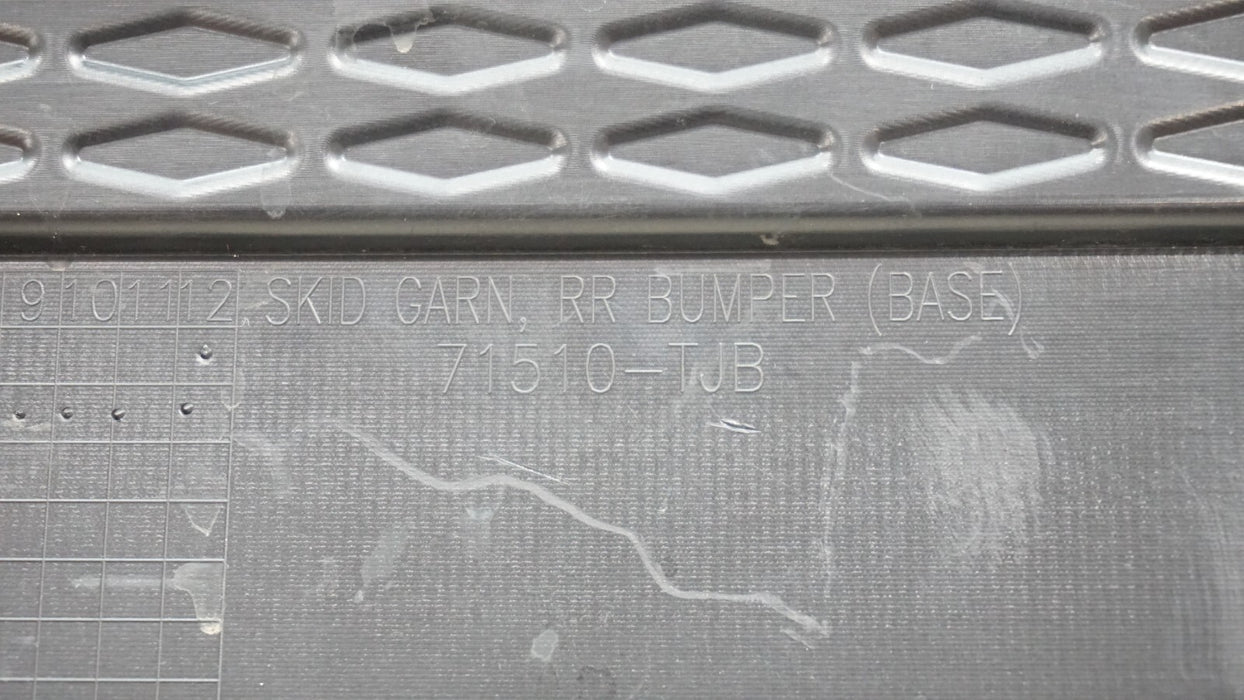 9 10 11 12 SKID GARN, RR BUMPER (BASE)
71510-TJB